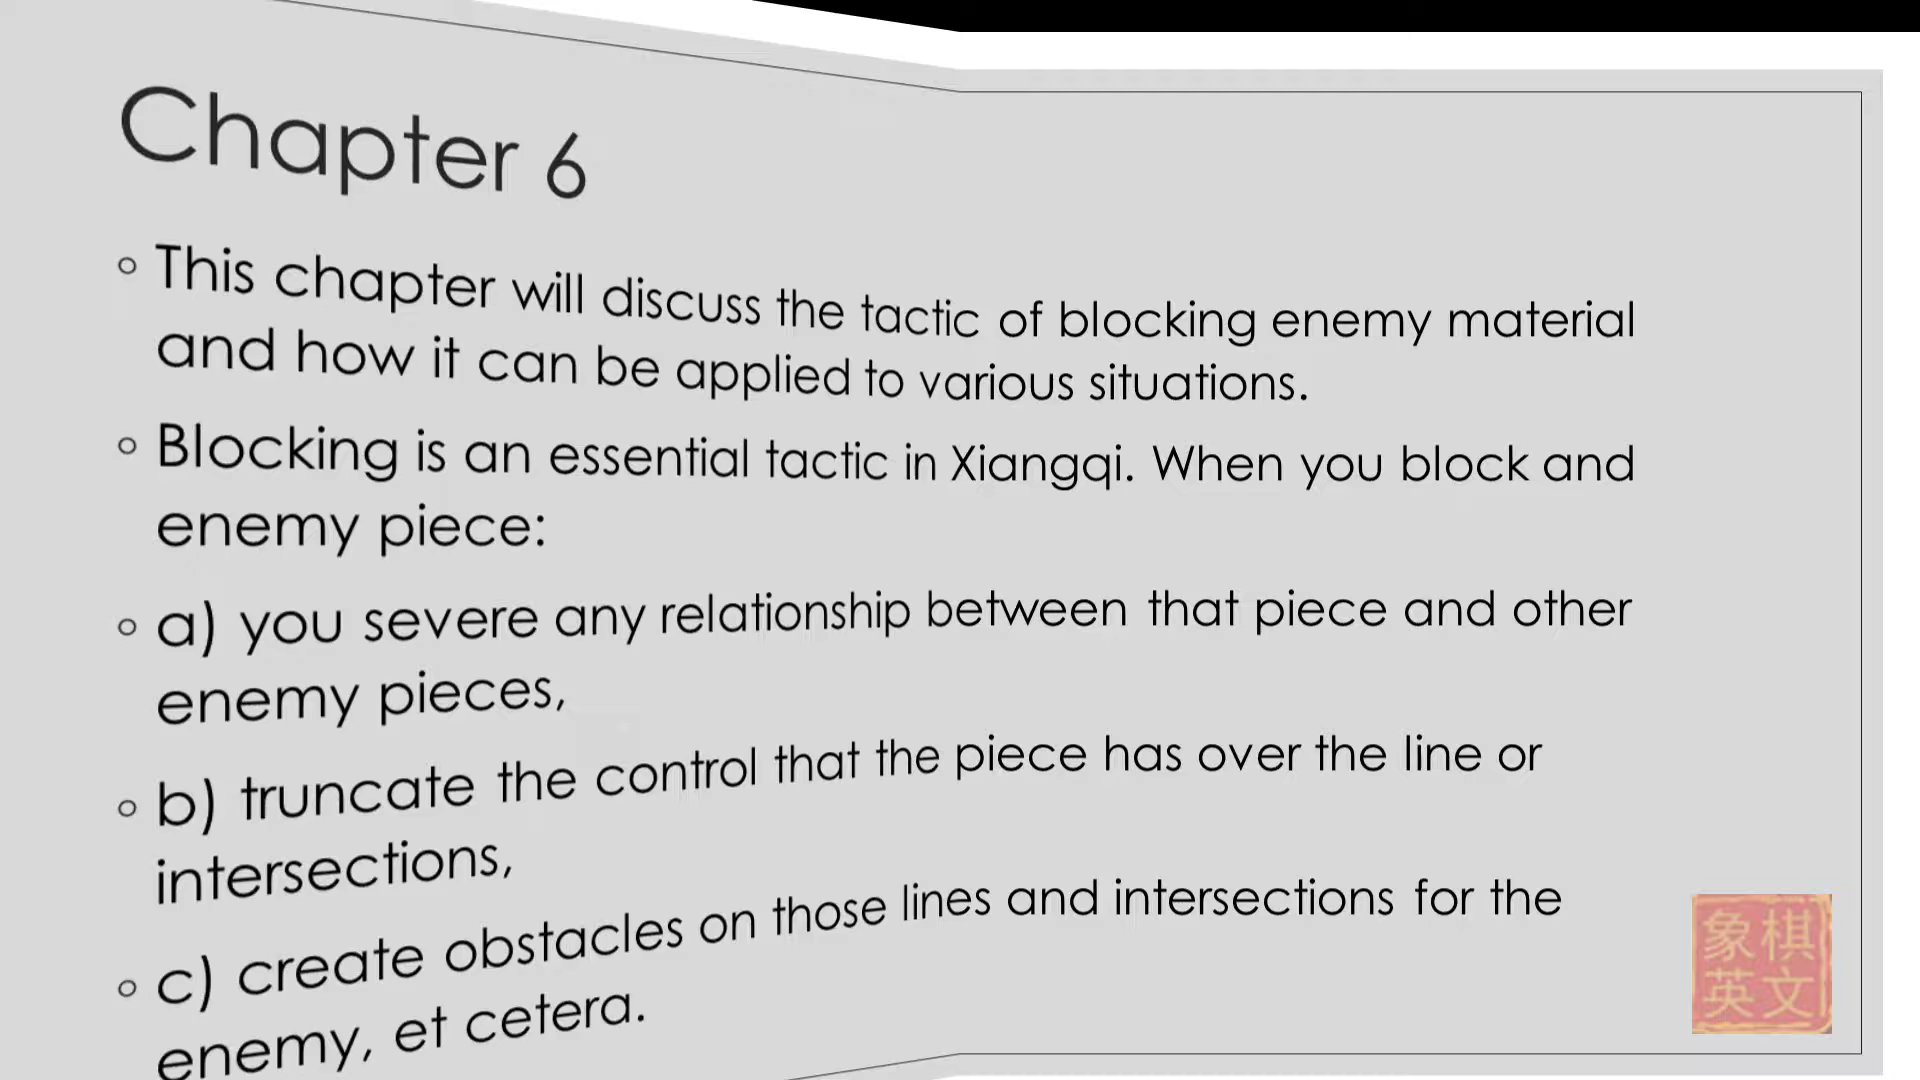 Chapter 6
◦ This chapter will discuss the tactic of blocking enemy material
and how it can be applied to various situations.
◦ Blocking is an essential tactic in Xiangqi. When you block and
enemy piece:
◦ a) you severe any relationship between that piece and other
enemy pieces,
◦ b) truncate the control that the piece has over the line or
intersections,
◦ c) create obstacles on those lines and intersections for the
enemy, et cetera.
象棋
英文